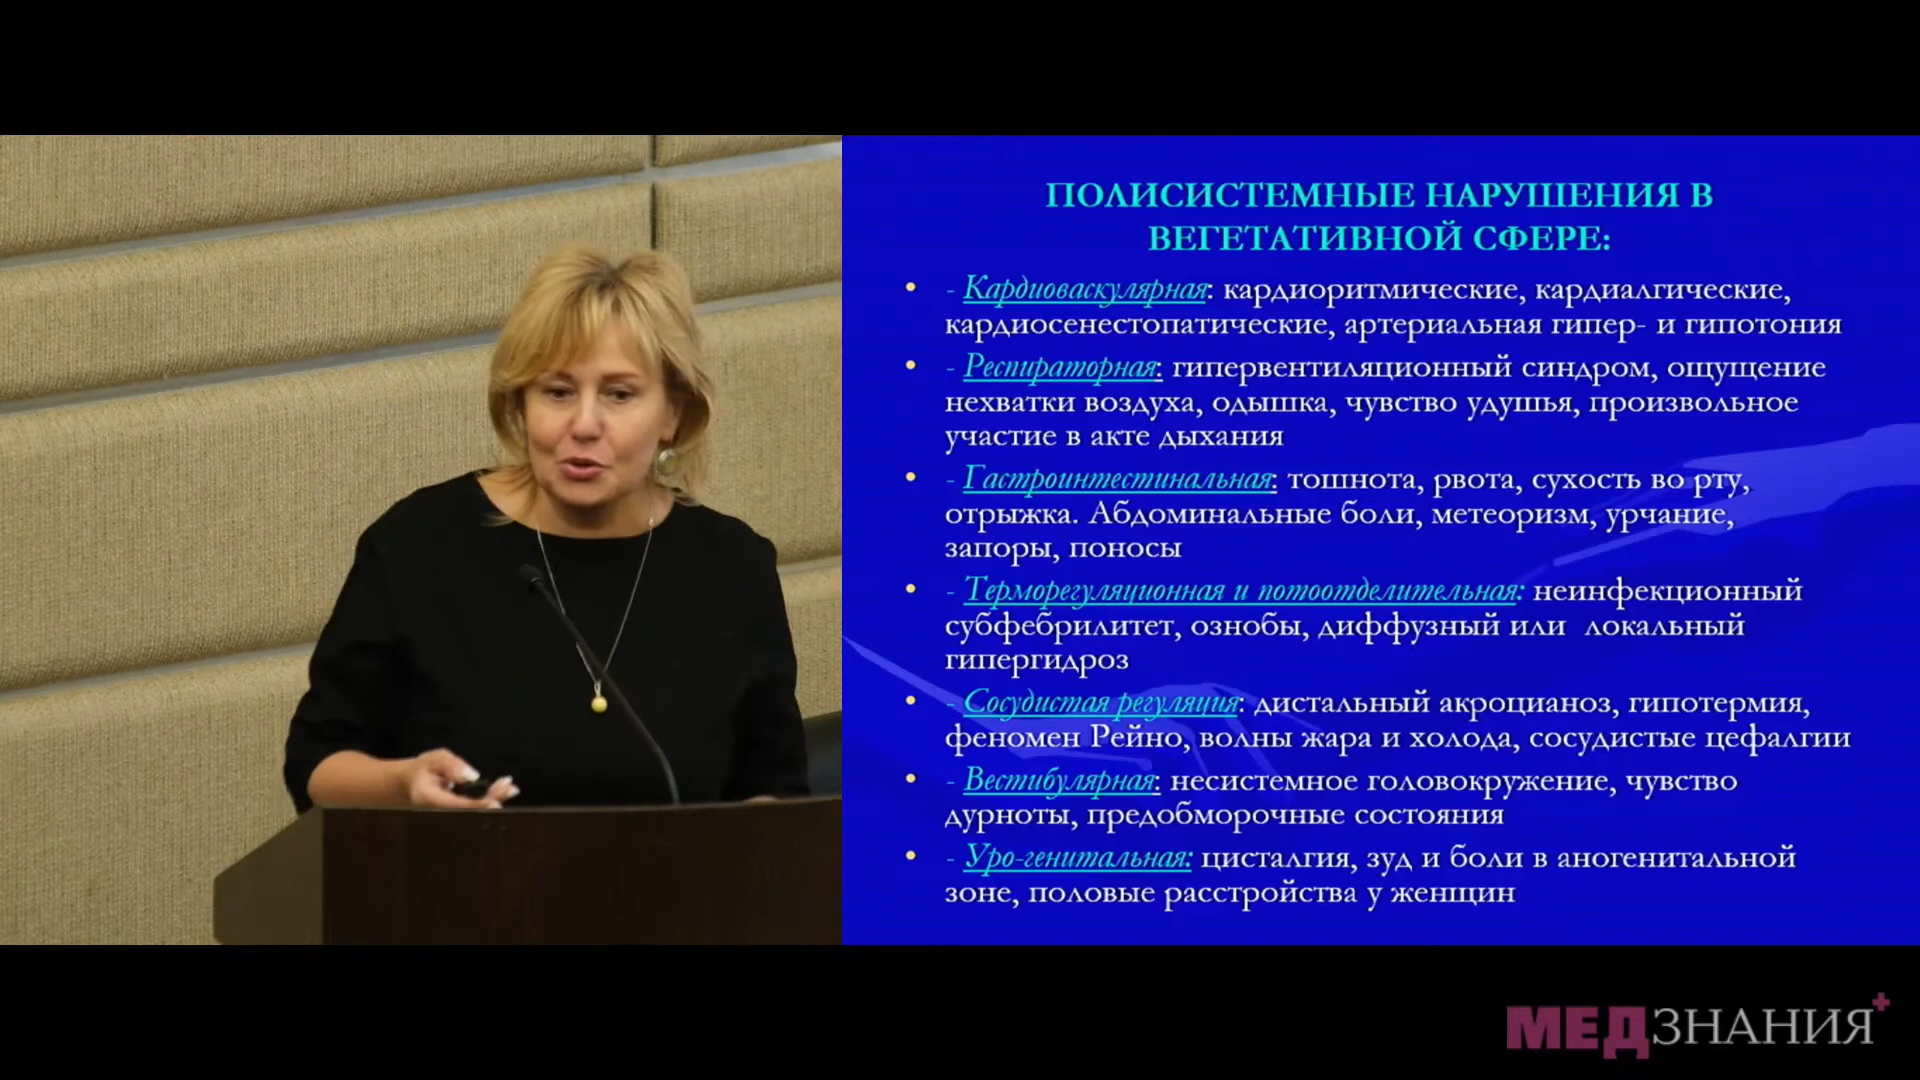 ПОЛИСИСТЕМНЫЕ НАРУШЕНИЯ В
ВЕГЕТАТИВНОЙ СФЕРЕ:
• - Кардиоваскулярная: кардиоритмические, кардиалгические,
кардиосенестопатические, артериальная гипер- и гипотония
• - Респираторная: гипервентиляционный синдром, ощущение
нехватки воздуха, одышка, чувство удушья, произвольное
участие в акте дыхания
• - Гастроинтестинальная: тошнота, рвота, сухость во рту,
отрыжка. Абдоминальные боли, метеоризм, урчание,
запоры, поносы
• - Терморегуляционная и потоотделительная: неинфекционный
субфебрилитет, ознобы, диффузный или локальный
гипергидроз
• - Сосудистая регуляция: дистальный акроцианоз, гипотермия,
феномен Рейно, волны жара и холода, сосудистые цефалгии
• - Вестибулярная: несистемное головокружение, чувство
дурноты, предобморочные состояния
• - Уро-генитальная: цисталгия, зуд и боли в аногенитальной
зоне, половые расстройства у женщин
МЕДЗНАНИЯ+